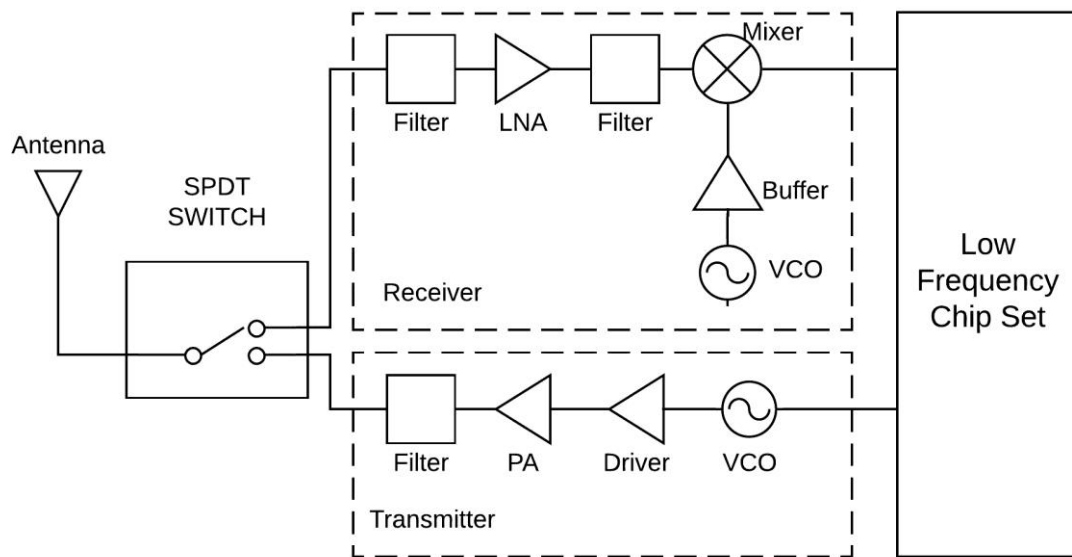 Mixer
Filter
LNA
Filter
Antenna
SPDT
SWITCH
Buffer
VCO
Receiver
Low
Frequency
Chip Set
Filter
PA
Driver
VCO
Transmitter